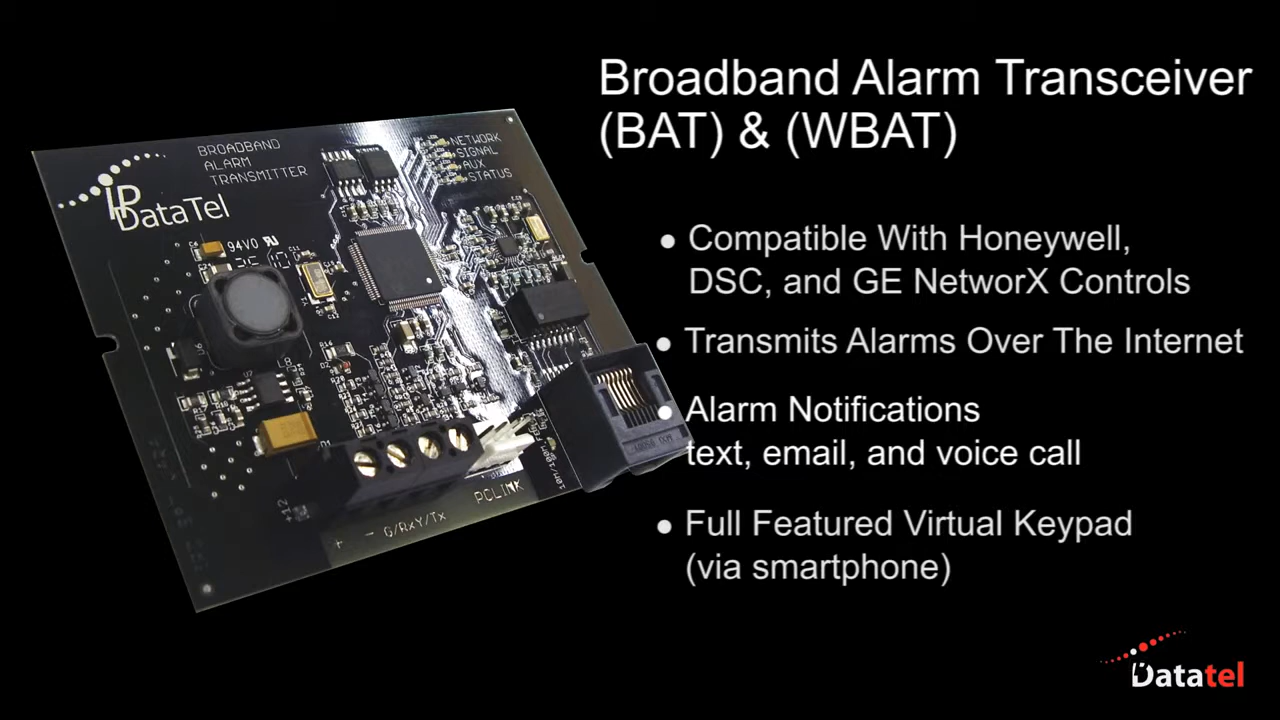 Broadband Alarm Transceiver
(BAT) & (WBAT)
• Compatible With Honeywell,
DSC, and GE NetworX Controls
• Transmits Alarms Over The Internet
• Alarm Notifications
text, email, and voice call
• Full Featured Virtual Keypad
(via smartphone)
BROADBAND
ALARM
TRANSMITTER
IP
DataTel
NETWORK
SIGNAL
AUX
STATUS
94V0
PCLINK
+ - G/RxY/Tx
+12
Datatel